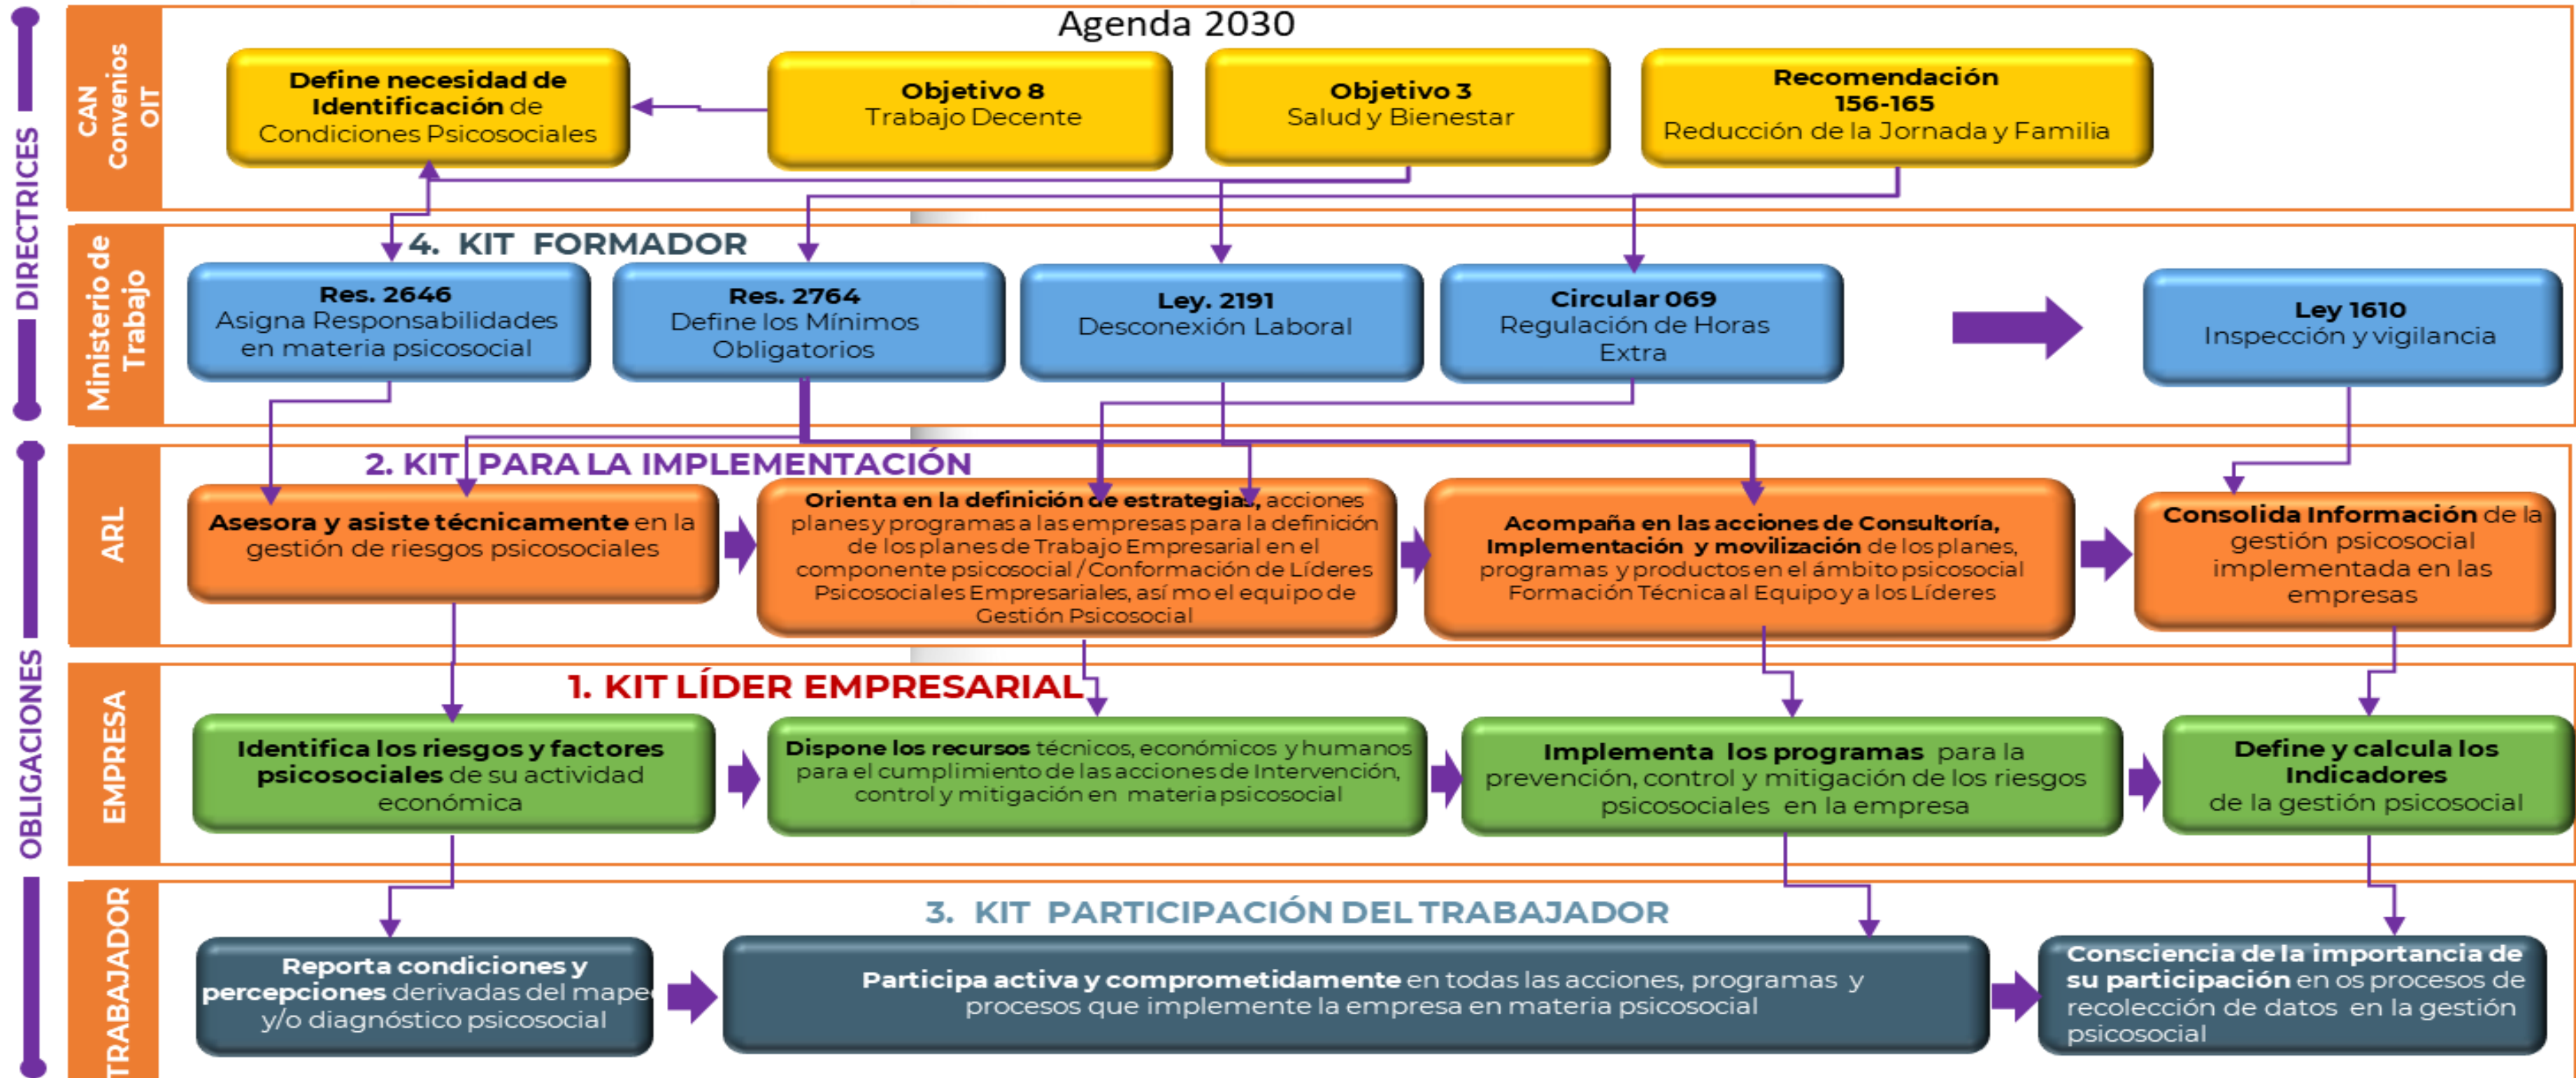 Agenda 2030
DIRECTRICES
CAN
Convenios
OIT
Define necesidad de
Identificación de
Condiciones Psicosociales
Objetivo 8
Trabajo Decente
Objetivo 3
Salud y Bienestar
Recomendación
156-165
Reducción de la Jornada y Familia
Ministerio de
Trabajo
4. KIT FORMADOR
Res. 2646
Asigna Responsabilidades
en materia psicosocial
Res. 2764
Define los Mínimos
Obligatorios
Ley. 2191
Desconexión Laboral
Circular 069
Regulación de Horas
Extra
Ley 1610
Inspección y vigilancia
OBLIGACIONES
ARL
2. KIT PARA LA IMPLEMENTACIÓN
Asesora y asiste técnicamente en la
gestión de riesgos psicosociales
Orienta en la definición de estrategias, acciones
planes y programas a las empresas para la definición
de los planes de Trabajo Empresarial en el
componente psicosocial / Conformación de Líderes
Psicosociales Empresariales, así mo el equipo de
Gestión Psicosocial
Acompaña en las acciones de Consultoría,
Implementación y movilización de los planes,
programas y productos en el ámbito psicosocial
Formación Técnica al Equipo y a los Líderes
Consolida Información de la
gestión psicosocial
implementada en las
empresas
EMPRESA
1. KIT LÍDER EMPRESARIAL
Identifica los riesgos y factores
psicosociales de su actividad
económica
Dispone los recursos técnicos, económicos y humanos
para el cumplimiento de las acciones de Intervención,
control y mitigación en materia psicosocial
Implementa los programas para la
prevención, control y mitigación de los riesgos
psicosociales en la empresa
Define y calcula los
Indicadores
de la gestión psicosocial
TRABAJADOR
3. KIT PARTICIPACIÓN DEL TRABAJADOR
Reporta condiciones y
percepciones derivadas del mapeo
y/o diagnóstico psicosocial
Participa activa y comprometidamente en todas las acciones, programas y
procesos que implemente la empresa en materia psicosocial
Consciencia de la importancia de
su participación en os procesos de
recolección de datos en la gestión
psicosocial